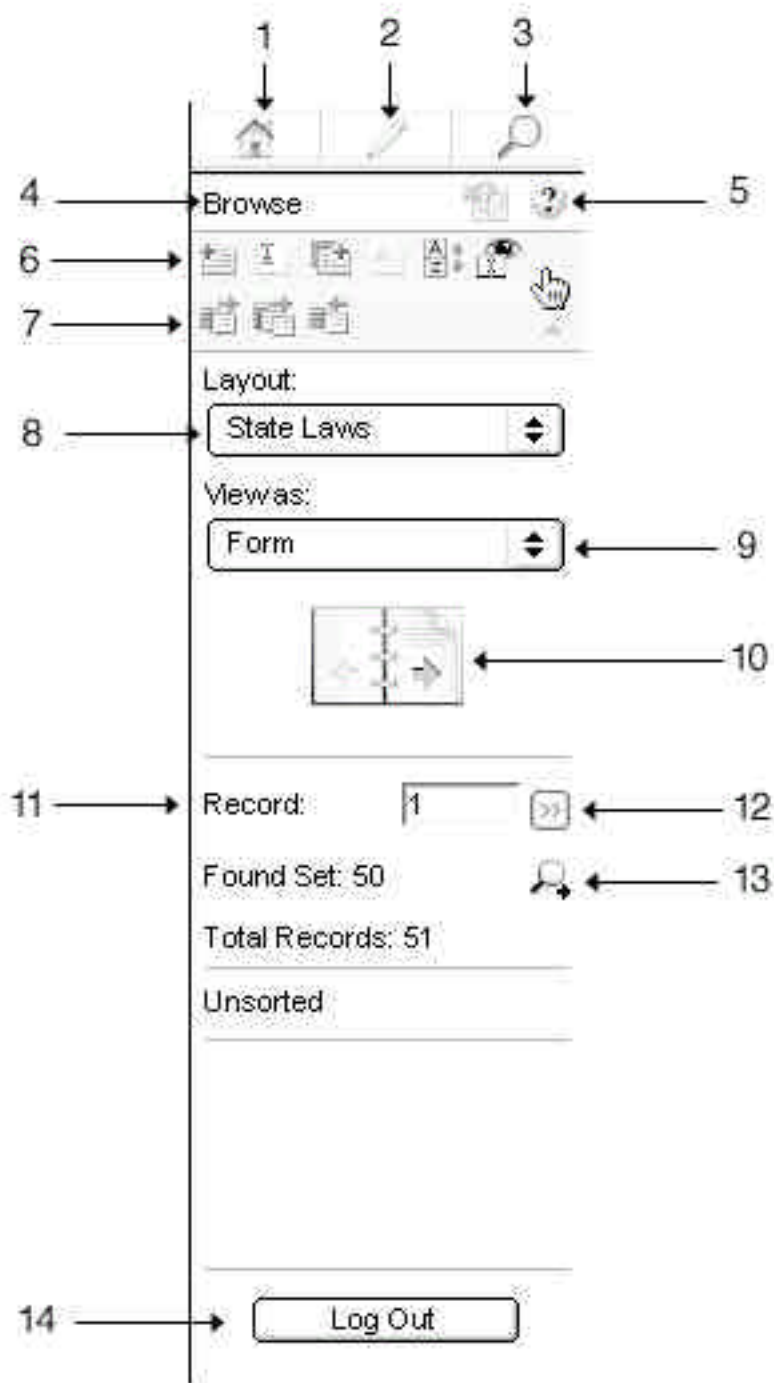 1 2 3
4 Browse ? 5
6
7
Layout:
8 State Laws
View as:
Form 9
10
11 Record: 1 >> 12
Found Set: 50 13
Total Records: 51
Unsorted
14 Log Out